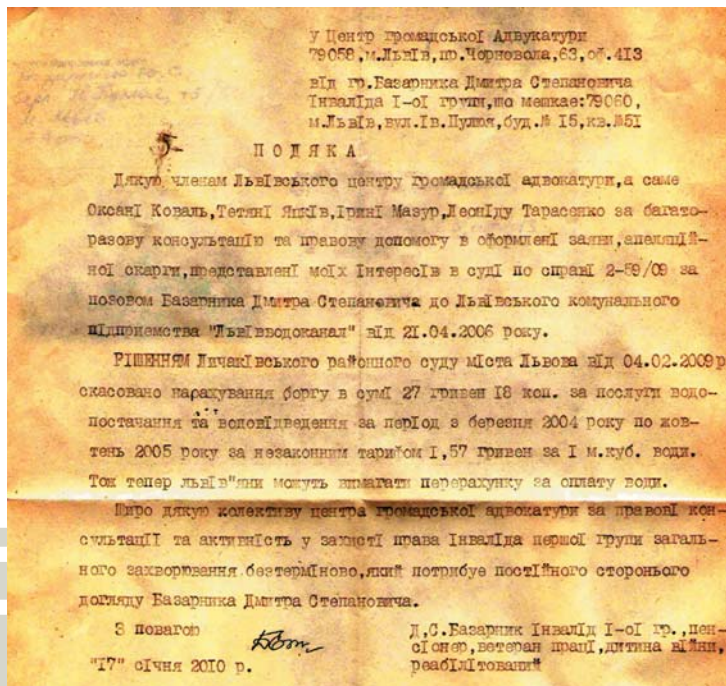 у Центр громадської Адвукатури
79058,м.Львів,пр.Чорновола,63,оф.413
від гр.Базарника Дмитра Степановича
Інваліда І-ої групи,що мешкає:79060,
м.Львів,вул.Ів.Пулюя,буд.№ 15,кв.№51
ПОДЯКА
Дякую членам Львівського центру громадської адвокатури,а саме
Оксані Коваль,Тетяні Яцків,Ірині Мазур,Леоніду Тарасенко за багато-
разову консультацію та правову допомогу в оформлені заяви,апеляцій-
ної скарги,представлені моїх інтересів в суді по справі 2-59/09 за
позовом Базарника Дмитра Степановича до Львівського комунального
підприємства "Львівводоканал" від 21.04.2006 року.
РІШЕННЯМ Личаківського районного суду міста Львова від 04.02.2009р
скасовано нарахування боргу в сумі 27 гривен 18 коп. за послуги водо-
постачання та водовідведення за період з березня 2004 року по жов-
тень 2005 року за незаконним тарифом 1,57 гривен за 1 м.куб. води.
Тож тепер львів"яни можуть вимагати перерахунку за оплату води.
Щиро дякую колективу центра громадської адвокатури за правові кон-
сультації та активність у захисті права Інваліда першої групи загаль-
ного захворювання безтерміново,який потрибує постійного стороньго
догляду Базарника Дмитра Степановича.
З повагою
Д.С.Базарник Інвалід І-ої гр.,пен-
сіонер,ветеран праці,дитина війни,
"17" січня 2010 р.
реабілітований